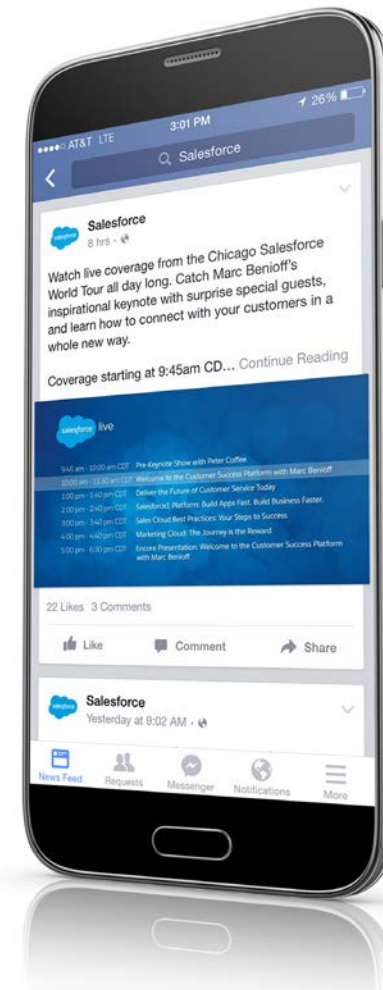 ●●●●○ AT&T LTE 3:01 PM 26%
Salesforce
salesforce
Salesforce
8 hrs ·
Watch live coverage from the Chicago Salesforce
World Tour all day long. Catch Marc Benioff's
inspirational keynote with surprise special guests,
and learn how to connect with your customers in a
whole new way.
Coverage starting at 9:45am CD... Continue Reading
salesforce live
9:45 am - 10:00 am CDT Pre-Keynote Show with Peter Coffee
10:00 am - 11:30 am CDT Welcome to the Customer Success Platform with Marc Benioff
1:00 pm - 1:40 pm CDT Deliver the Future of Customer Service Today
2:00 pm - 2:40 pm CDT Salesforce1 Platform: Build Apps Fast. Build Business Faster.
3:00 pm - 3:40 pm CDT Sales Cloud Best Practices: Your Steps to Success
4:00 pm - 4:40 pm CDT Marketing Cloud: The Journey is the Reward
5:00 pm - 6:30 pm CDT Encore Presentation: Welcome to the Customer Success Platform
with Marc Benioff
22 Likes 3 Comments
Like Comment Share
salesforce
Salesforce
Yesterday at 9:02 AM ·
News Feed Requests Messenger Notifications More